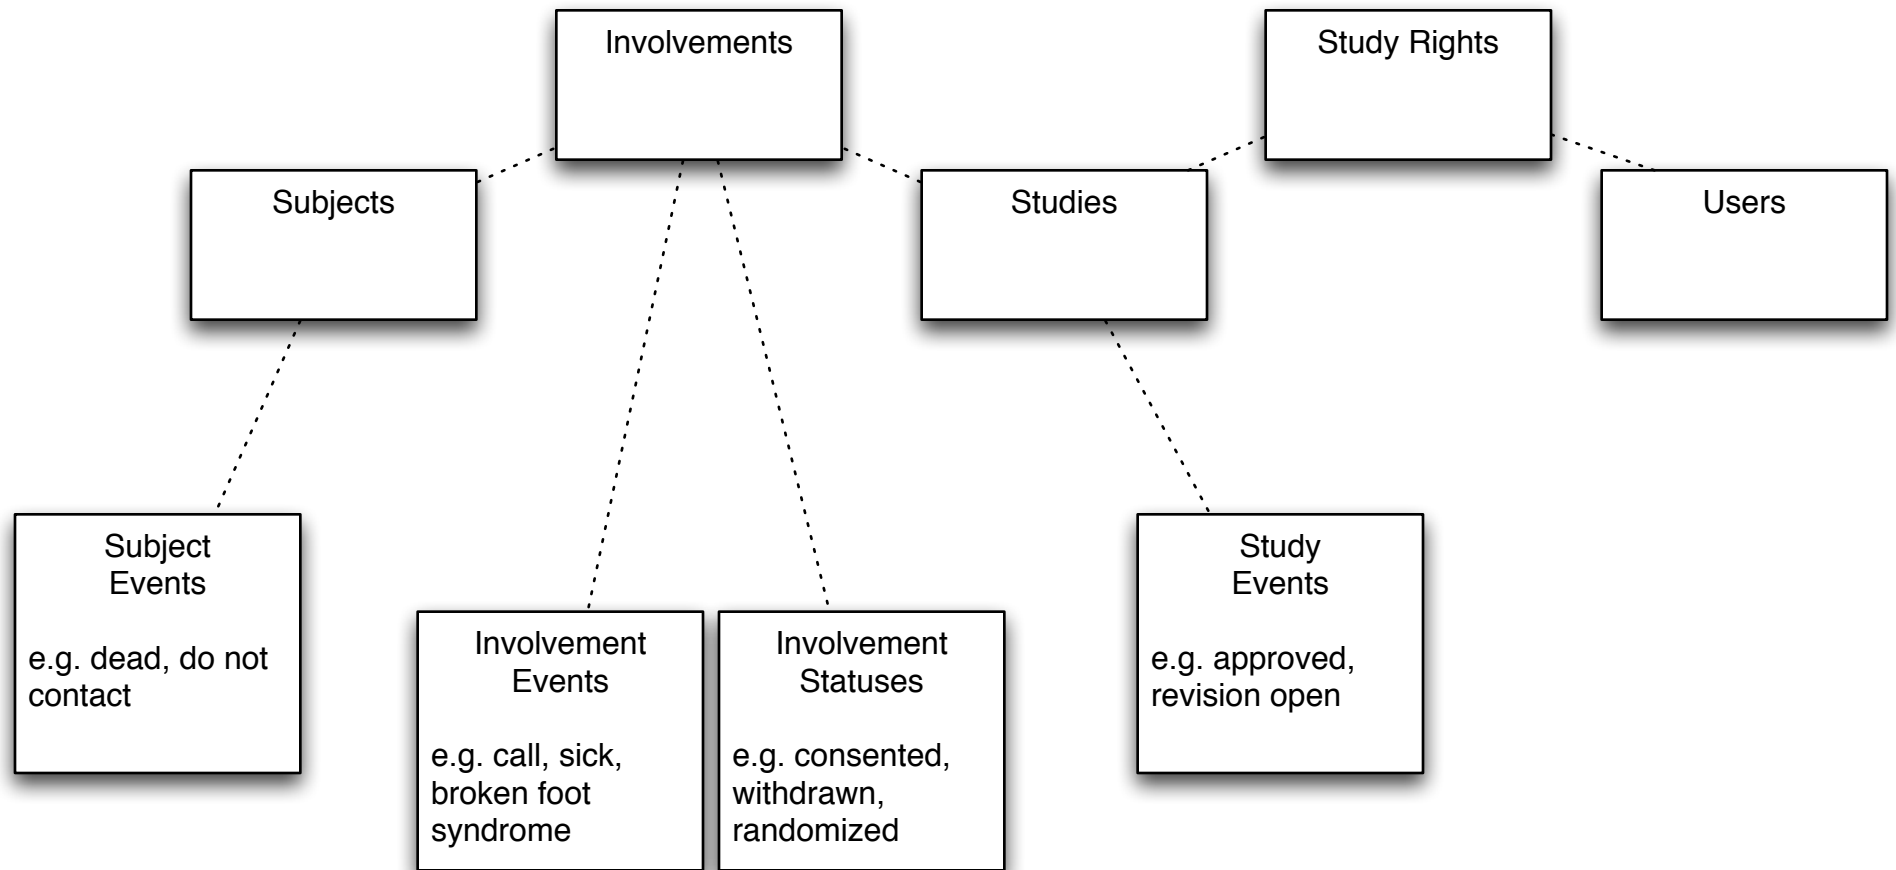 Involvements
Study Rights
Subjects
Studies
Users
Subject
Events
e.g. dead, do not
contact
Involvement
Events
e.g. call, sick,
broken foot
syndrome
Involvement
Statuses
e.g. consented,
withdrawn,
randomized
Study
Events
e.g. approved,
revision open